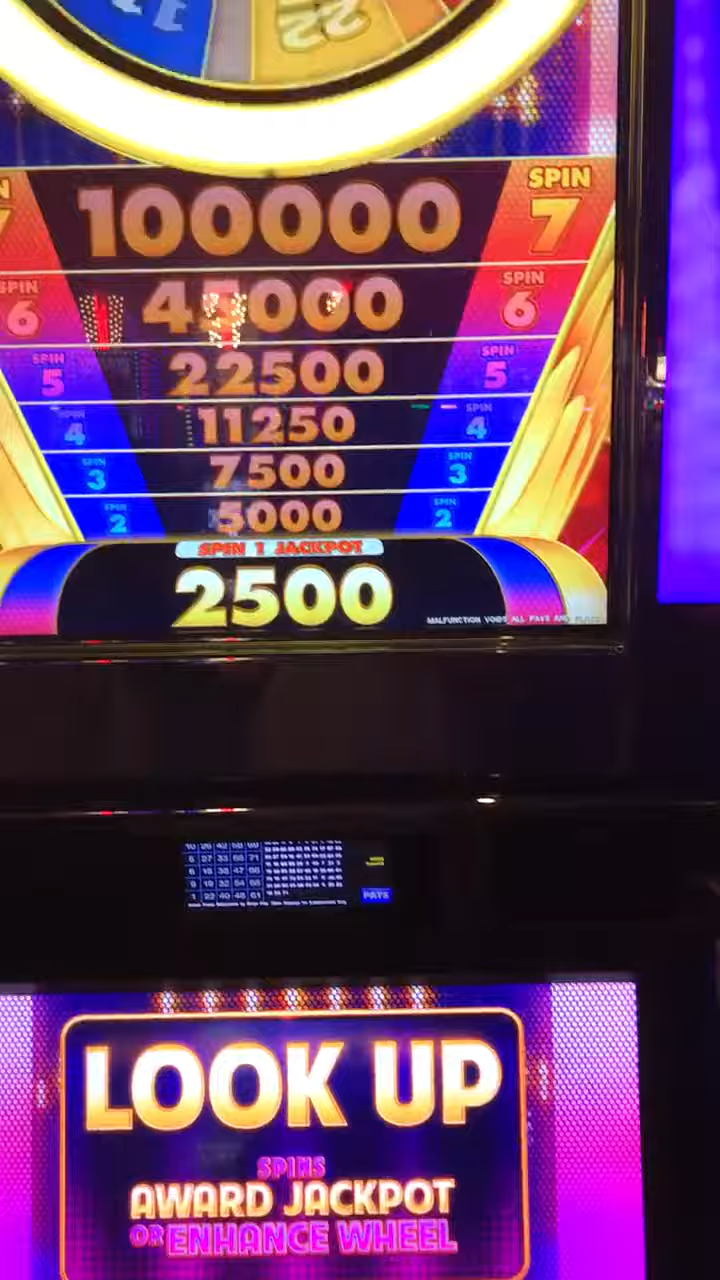 22
SPIN
7
100000
SPIN
6
45000
SPIN
6
SPIN
5
22500
SPIN
5
SPIN
4
11250
SPIN
4
SPIN
3
7500
SPIN
3
SPIN
2
5000
SPIN
2
SPIN 1 JACKPOT
2500
MALFUNCTION VOIDS ALL PAYS AND PLAYS
PAYS
LOOK UP
SPINS
AWARD JACKPOT
OR ENHANCE WHEEL